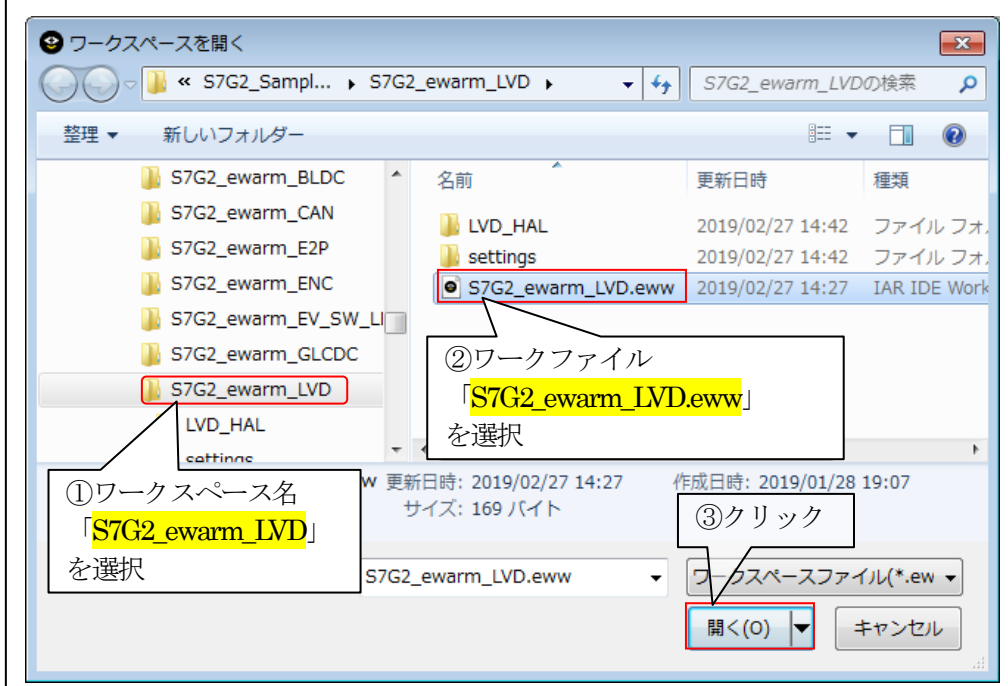 ワークスペースを開く
« S7G2_Sampl... ▸ S7G2_ewarm_LVD ▸
S7G2_ewarm_LVDの検索
整理 ▼ 新しいフォルダー
S7G2_ewarm_BLDC
S7G2_ewarm_CAN
S7G2_ewarm_E2P
S7G2_ewarm_ENC
S7G2_ewarm_EV_SW_LI
S7G2_ewarm_GLCDC
S7G2_ewarm_LVD
LVD_HAL
settings
名前 更新日時 種類
LVD_HAL 2019/02/27 14:42 ファイル フォ.
settings 2019/02/27 14:42 ファイル フォ.
S7G2_ewarm_LVD.eww 2019/02/27 14:27 IAR IDE Work
②ワークファイル
「S7G2_ewarm_LVD.eww」
を選択
①ワークスペース名
「S7G2_ewarm_LVD」
を選択
w 更新日時: 2019/02/27 14:27 作成日時: 2019/01/28 19:07
サイズ: 169 バイト
③クリック
S7G2_ewarm_LVD.eww
ワークスペースファイル(*.ew
開く(O) キャンセル